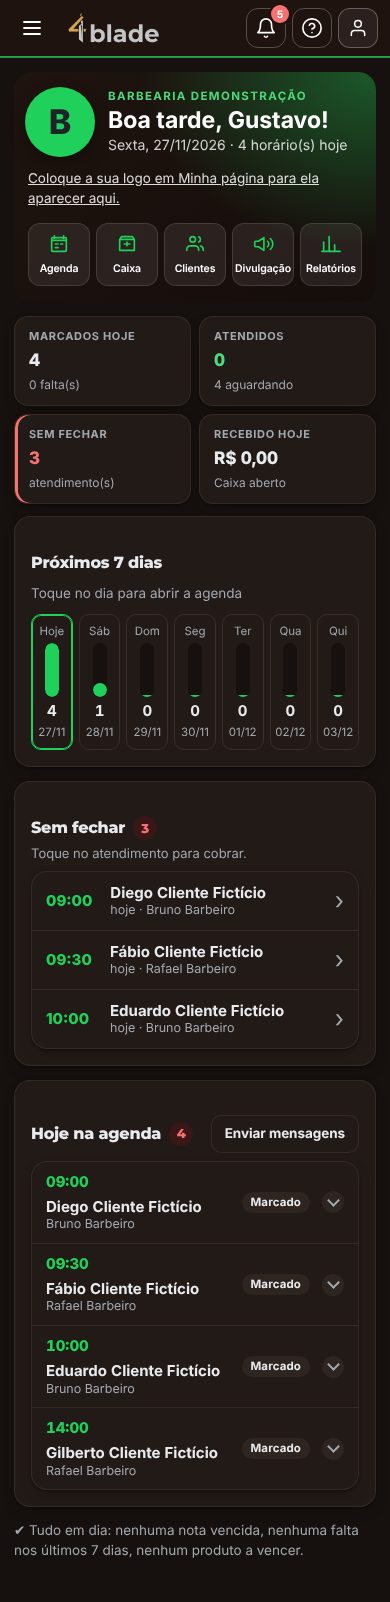 4blade
5
B
BARBEARIA DEMONSTRAÇÃO
Boa tarde, Gustavo!
Sexta, 27/11/2026 · 4 horário(s) hoje
Coloque a sua logo em Minha página para ela
aparecer aqui.
Agenda
Caixa
Clientes
Divulgação
Relatórios
MARCADOS HOJE
4
0 falta(s)
ATENDIDOS
0
4 aguardando
SEM FECHAR
3
atendimento(s)
RECEBIDO HOJE
R$ 0,00
Caixa aberto
Próximos 7 dias
Toque no dia para abrir a agenda
Hoje Sáb Dom Seg Ter Qua Qui
4 1 0 0 0 0 0
27/11 28/11 29/11 30/11 01/12 02/12 03/12
Sem fechar 3
Toque no atendimento para cobrar.
09:00 Diego Cliente Fictício
hoje · Bruno Barbeiro
09:30 Fábio Cliente Fictício
hoje · Rafael Barbeiro
10:00 Eduardo Cliente Fictício
hoje · Bruno Barbeiro
Hoje na agenda 4 Enviar mensagens
09:00
Diego Cliente Fictício Marcado
Bruno Barbeiro
09:30
Fábio Cliente Fictício Marcado
Rafael Barbeiro
10:00
Eduardo Cliente Fictício Marcado
Bruno Barbeiro
14:00
Gilberto Cliente Fictício Marcado
Rafael Barbeiro
✔ Tudo em dia: nenhuma nota vencida, nenhuma falta
nos últimos 7 dias, nenhum produto a vencer.